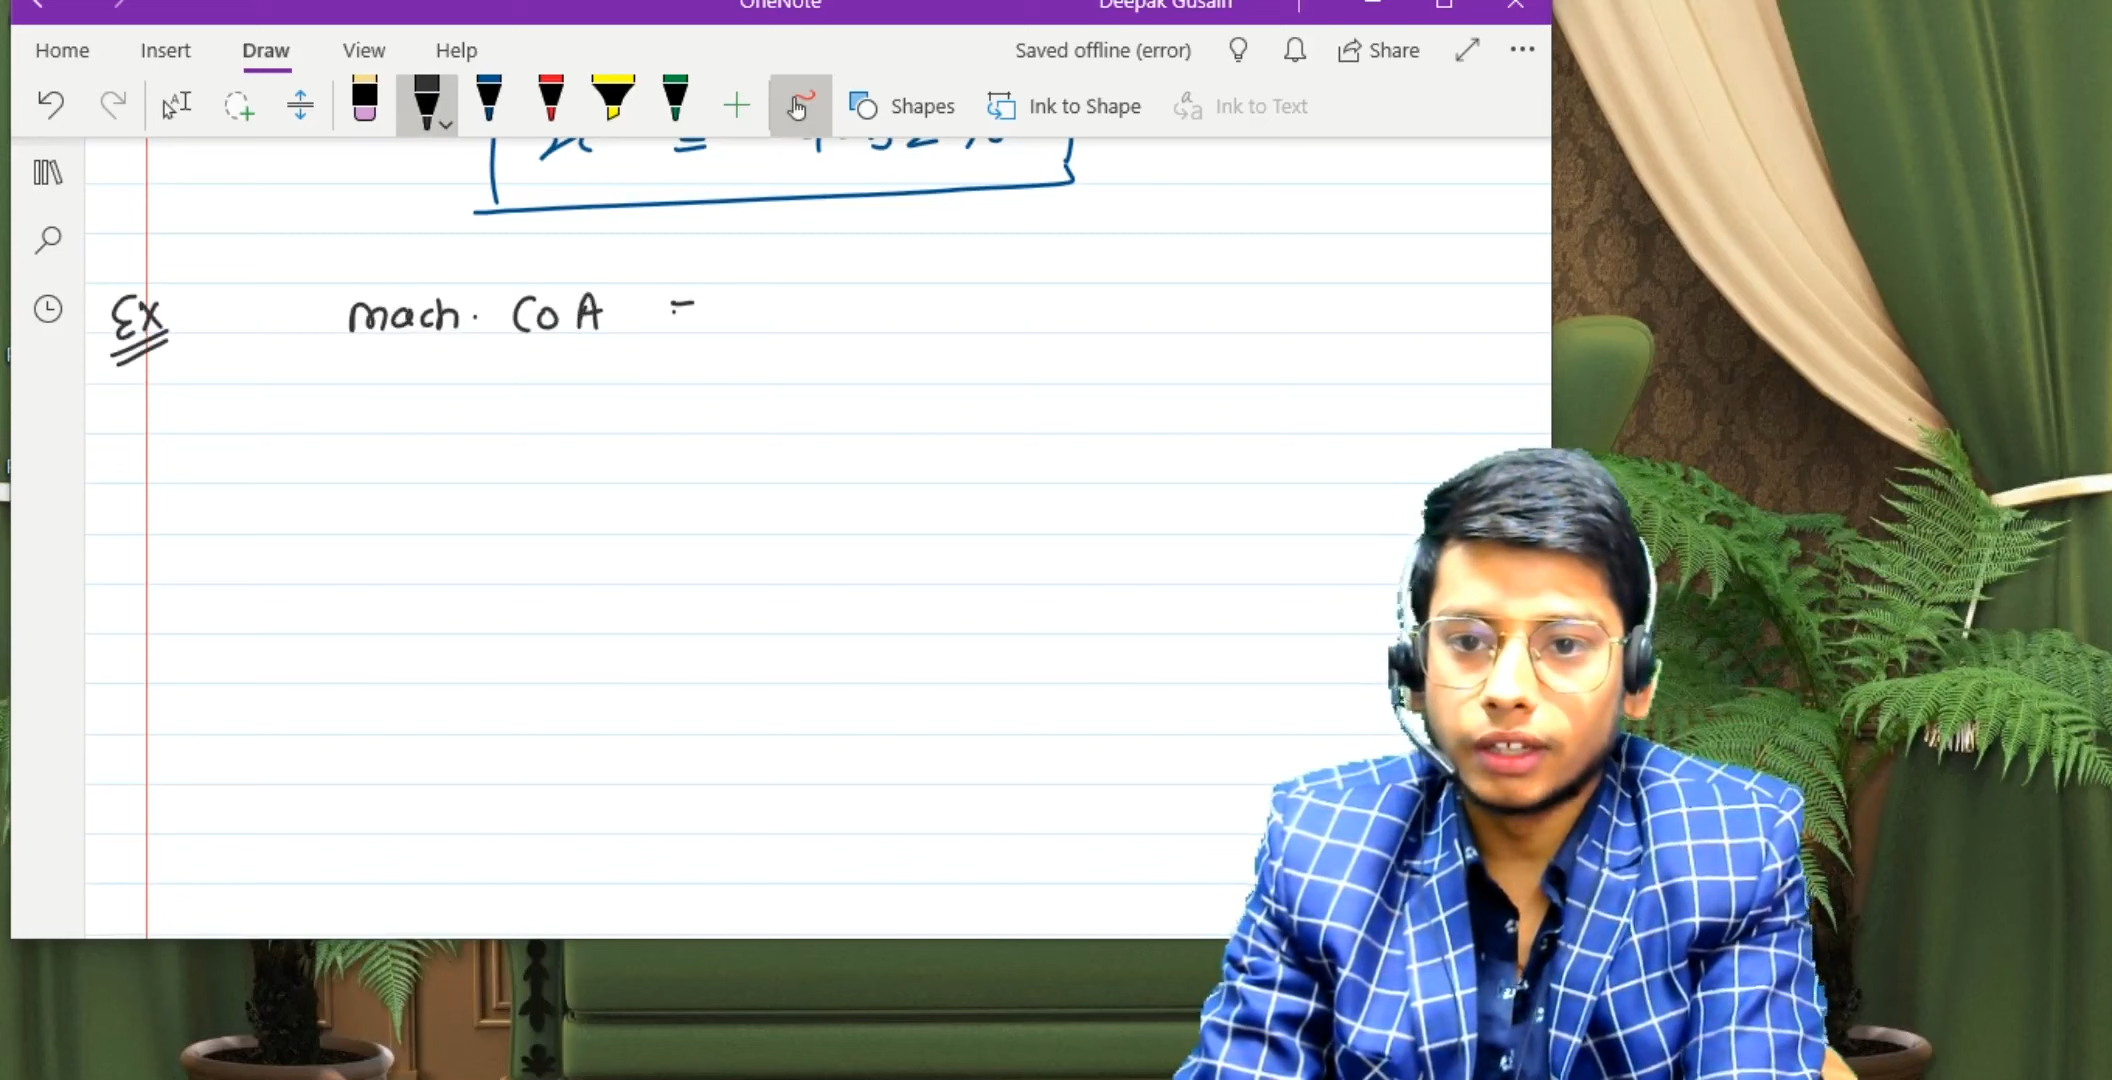 OneNote
Deepak Gusain
Home Insert Draw View Help Saved offline (error) Share
Shapes Ink to Shape Ink to Text
Ex mach. CoA =